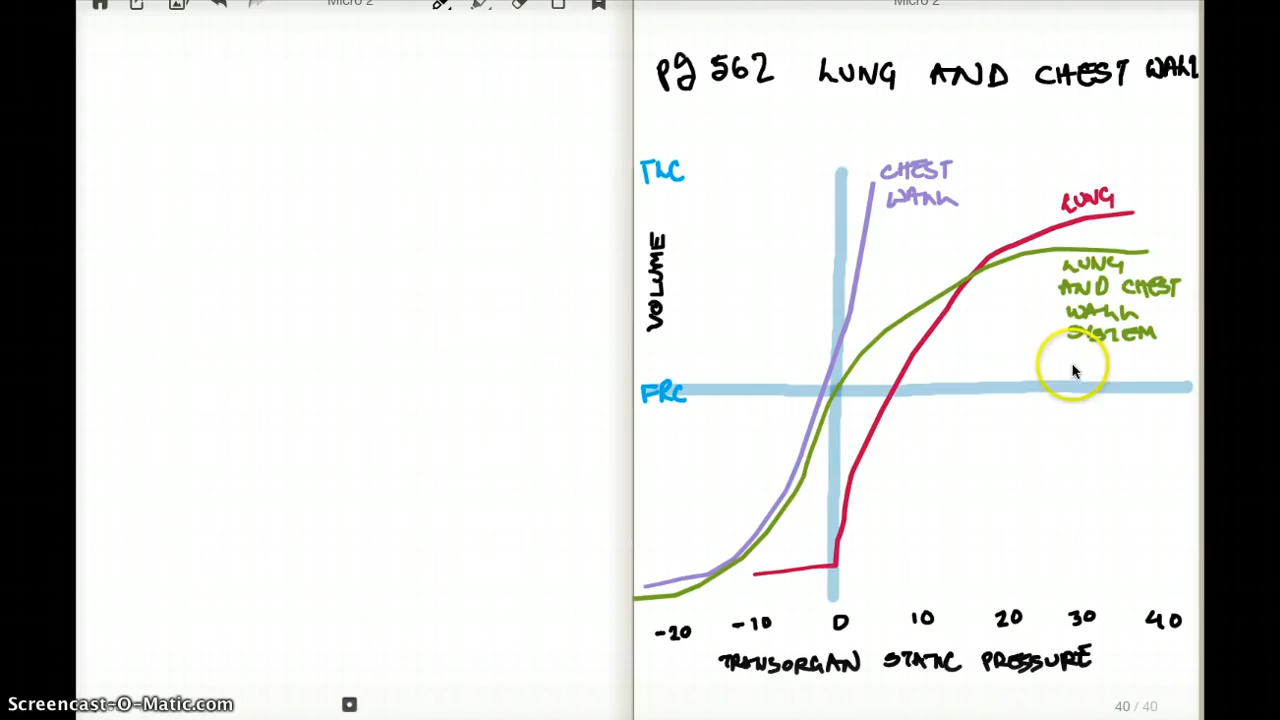 Micro 2
Micro 2
pg 562 LUNG AND CHEST WALL
TLC
CHEST
WALL
LUNG
VOLUME
LUNG
AND CHEST
WALL
SYSTEM
FRC
-20 -10 0 10 20 30 40
TRANSORGAN STATIC PRESSURE
Screencast-O-Matic.com
40 / 40